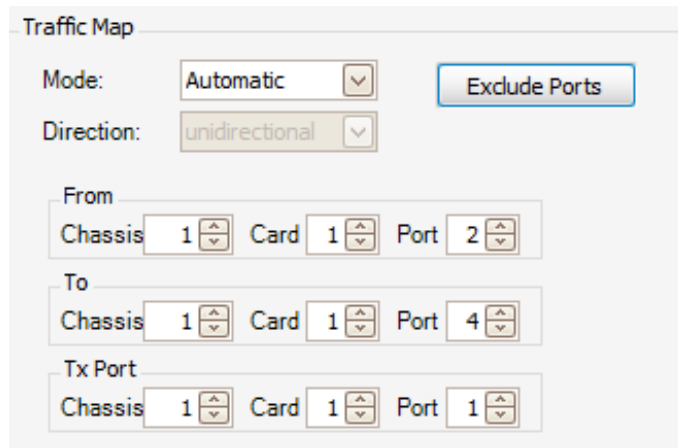 Traffic Map
Mode: Automatic Exclude Ports
Direction: unidirectional
From
Chassis 1 Card 1 Port 2
To
Chassis 1 Card 1 Port 4
Tx Port
Chassis 1 Card 1 Port 1